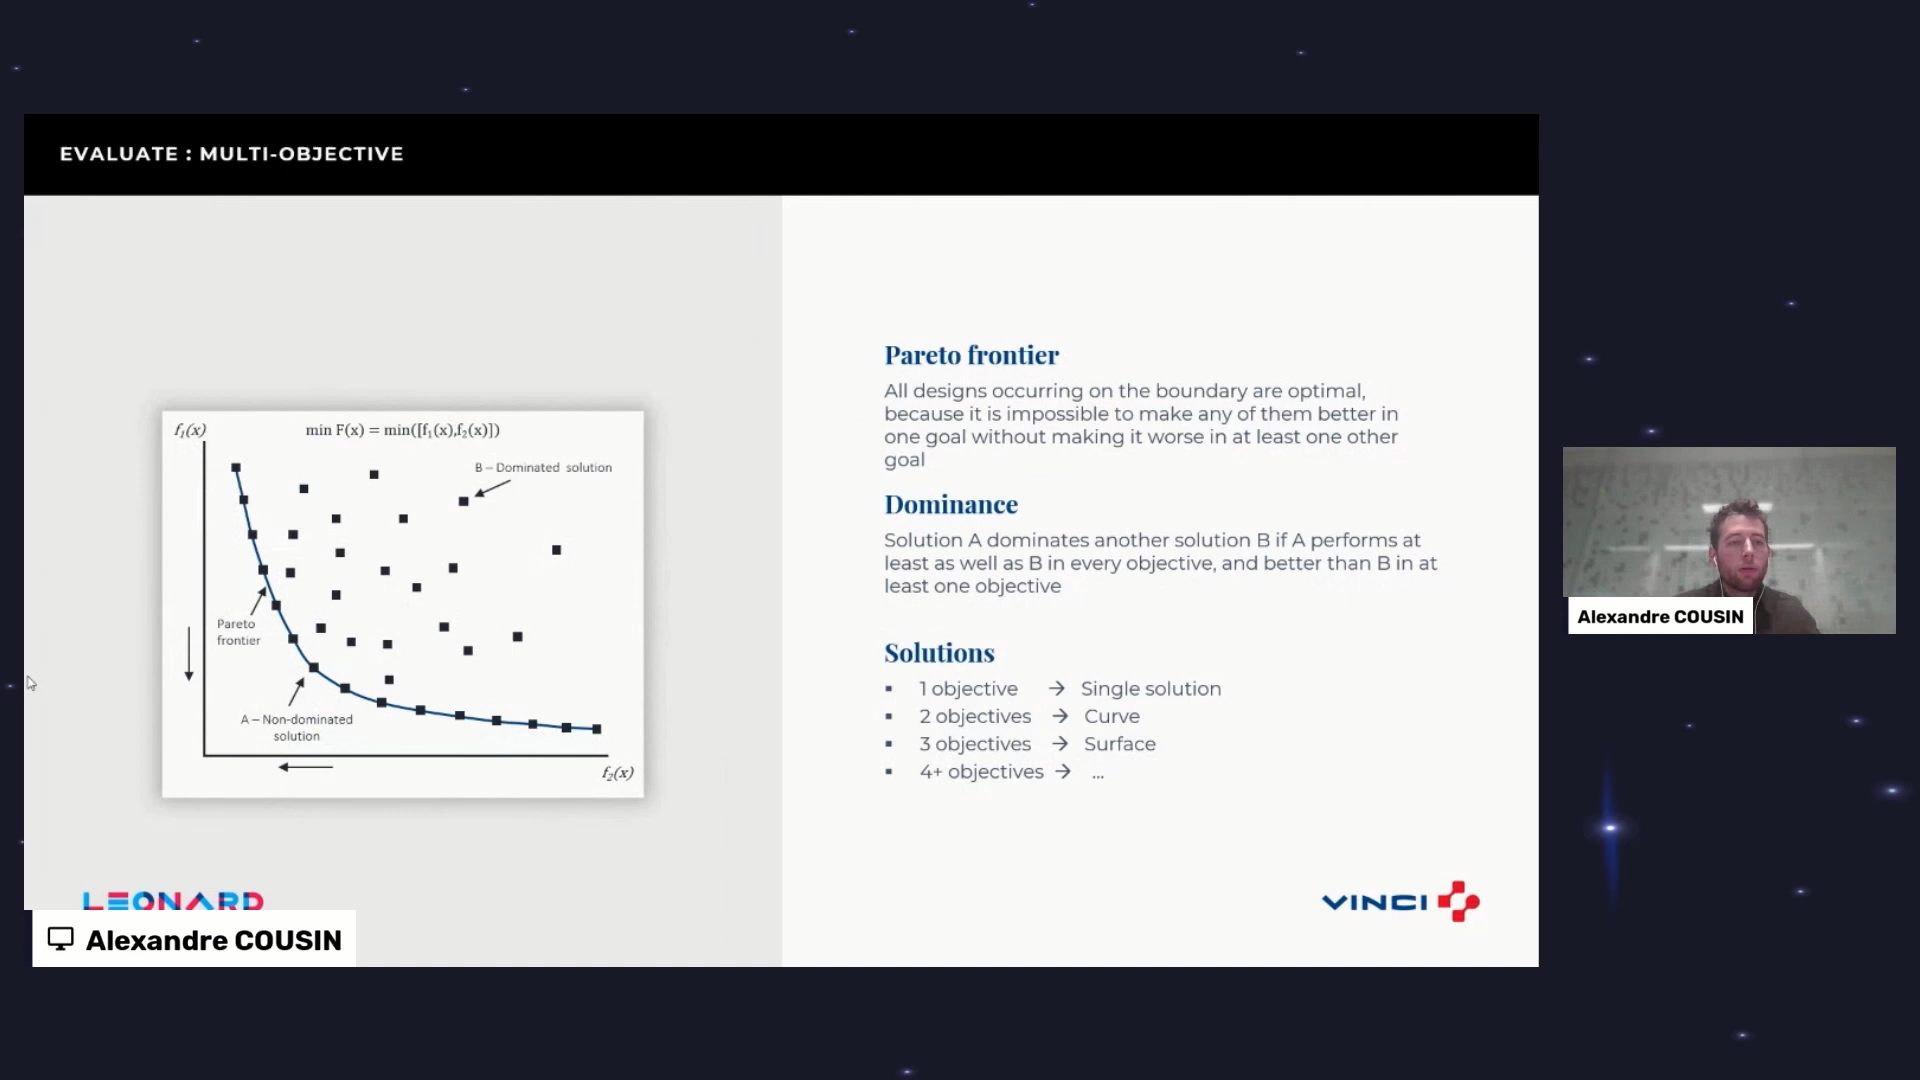 EVALUATE : MULTI-OBJECTIVE
f₁(x)
min F(x) = min([f₁(x),f₂(x)])
B – Dominated solution
Pareto
frontier
A – Non-dominated
solution
f₂(x)
Pareto frontier
All designs occurring on the boundary are optimal,
because it is impossible to make any of them better in
one goal without making it worse in at least one other
goal
Dominance
Solution A dominates another solution B if A performs at
least as well as B in every objective, and better than B in at
least one objective
Solutions
▪ 1 objective → Single solution
▪ 2 objectives → Curve
▪ 3 objectives → Surface
▪ 4+ objectives → ...
LEONARD
VINCI
Alexandre COUSIN
Alexandre COUSIN